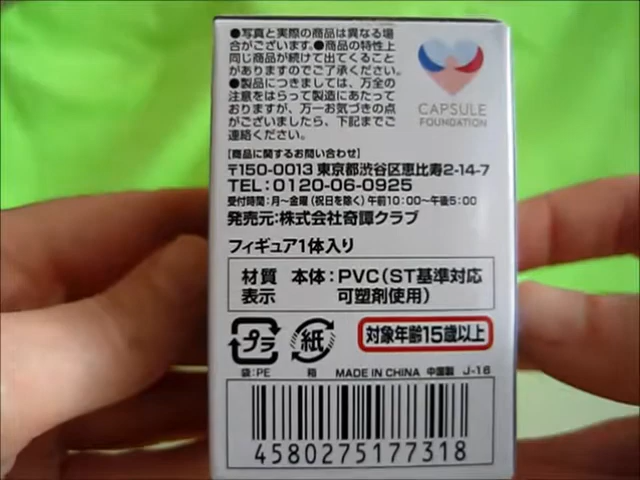 ●写真と実際の商品は異なる場
合がございます。●商品の特性上
同じ商品が続けて出てくること
がありますのでご了承ください。
●製品につきましては、万全の
注意をはらって製造にあたって
おりますが、万一お気づきの点
がございましたら、下記までご
連絡ください。
CAPSULE
FOUNDATION
【商品に関するお問い合わせ】
〒150-0013 東京都渋谷区恵比寿2-14-7
TEL:0120-06-0925
受付時間:月~金曜(祝日を除く)午前10:00~午後5:00
発売元:株式会社奇譚クラブ
フィギュア1体入り
材質 本体:PVC(ST基準対応
表示 可塑剤使用)
プラ 紙 対象年齢15歳以上
袋:PE 箱 MADE IN CHINA 中国製 J-16
4580275177318